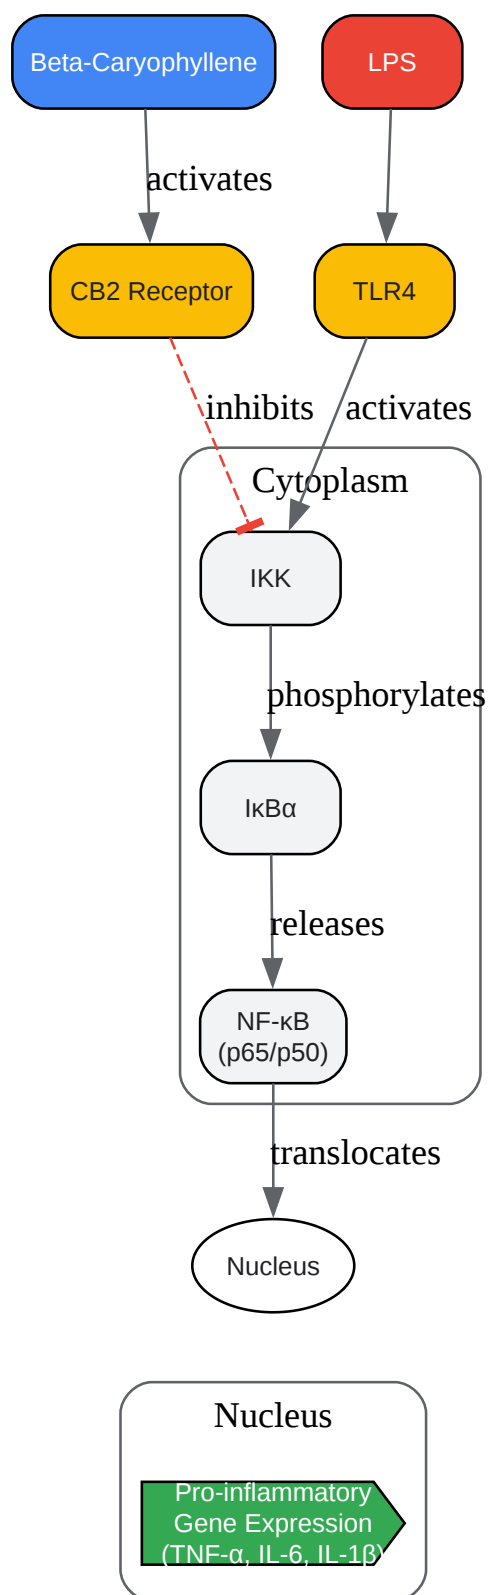 Beta-Caryophyllene
LPS
activates
CB2 Receptor
TLR4
inhibits
activates
Cytoplasm
IKK
phosphorylates
IκBα
releases
NF-κB
(p65/p50)
translocates
Nucleus
Nucleus
Pro-inflammatory
Gene Expression
(TNF-α, IL-6, IL-1β)